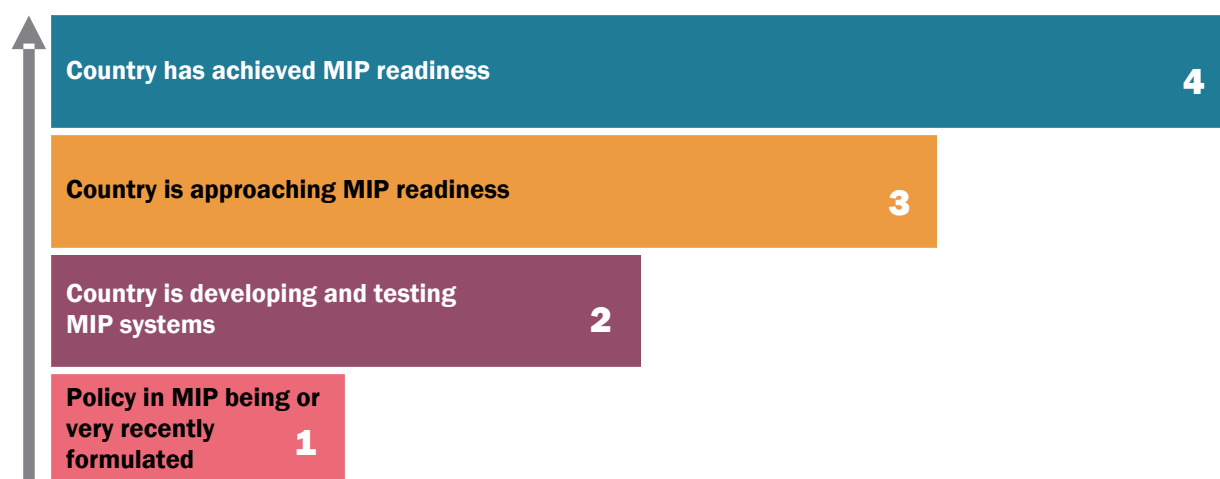 Country has achieved MIP readiness
4
Country is approaching MIP readiness
3
Country is developing and testing
MIP systems
2
Policy in MIP being or
very recently
formulated
1